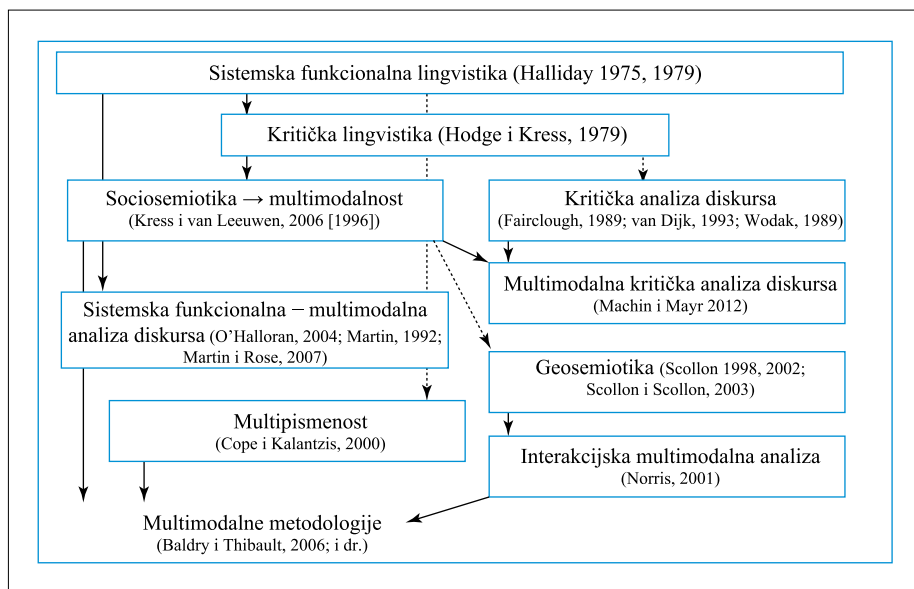 Sistemska funkcionalna lingvistika (Halliday 1975, 1979)
Kritička lingvistika (Hodge i Kress, 1979)
Sociosemiotika → multimodalnost
(Kress i van Leeuwen, 2006 [1996])
Kritička analiza diskursa
(Fairclough, 1989; van Dijk, 1993; Wodak, 1989)
Multimodalna kritička analiza diskursa
(Machin i Mayr 2012)
Sistemska funkcionalna – multimodalna
analiza diskursa (O’Halloran, 2004; Martin, 1992;
Martin i Rose, 2007)
Geosemiotika (Scollon 1998, 2002;
Scollon i Scollon, 2003)
Multipismenost
(Cope i Kalantzis, 2000)
Interakcijska multimodalna analiza
(Norris, 2001)
Multimodalne metodologije
(Baldry i Thibault, 2006; i dr.)